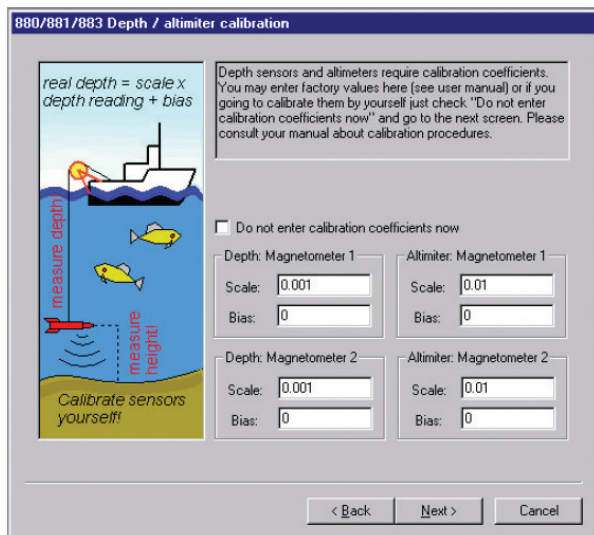 880/881/883 Depth / altimiter calibration
real depth = scale x
depth reading + bias
measure depth
measure
height!
Calibrate sensors
yourself!
Depth sensors and altimeters require calibration coefficients.
You may enter factory values here (see user manual) or if you
going to calibrate them by yourself just check "Do not enter
calibration coefficients now" and go to the next screen. Please
consult your manual about calibration procedures.
Do not enter calibration coefficients now
Depth: Magnetometer 1
Scale: 0.001
Bias: 0
Altimiter: Magnetometer 1
Scale: 0.01
Bias: 0
Depth: Magnetometer 2
Scale: 0.001
Bias: 0
Altimiter: Magnetometer 2
Scale: 0.01
Bias: 0
< Back
Next >
Cancel